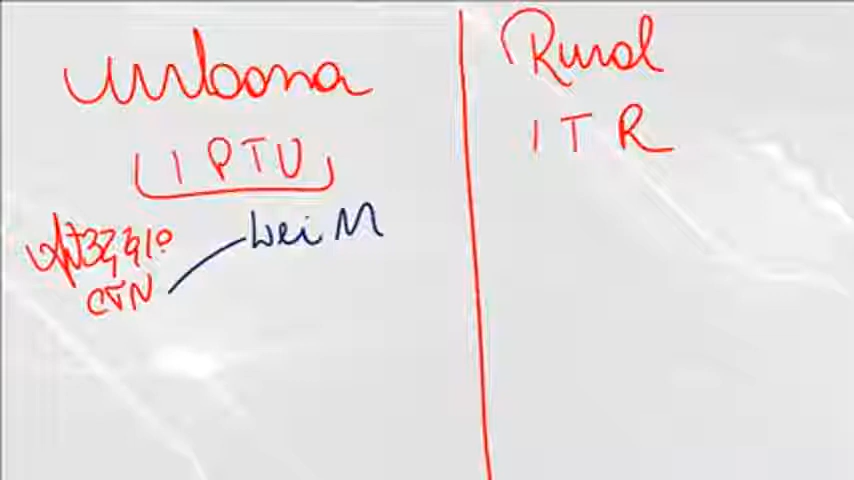 urbana
IPTU
art 32, § 1º
CTN
Lei M
Rural
ITR